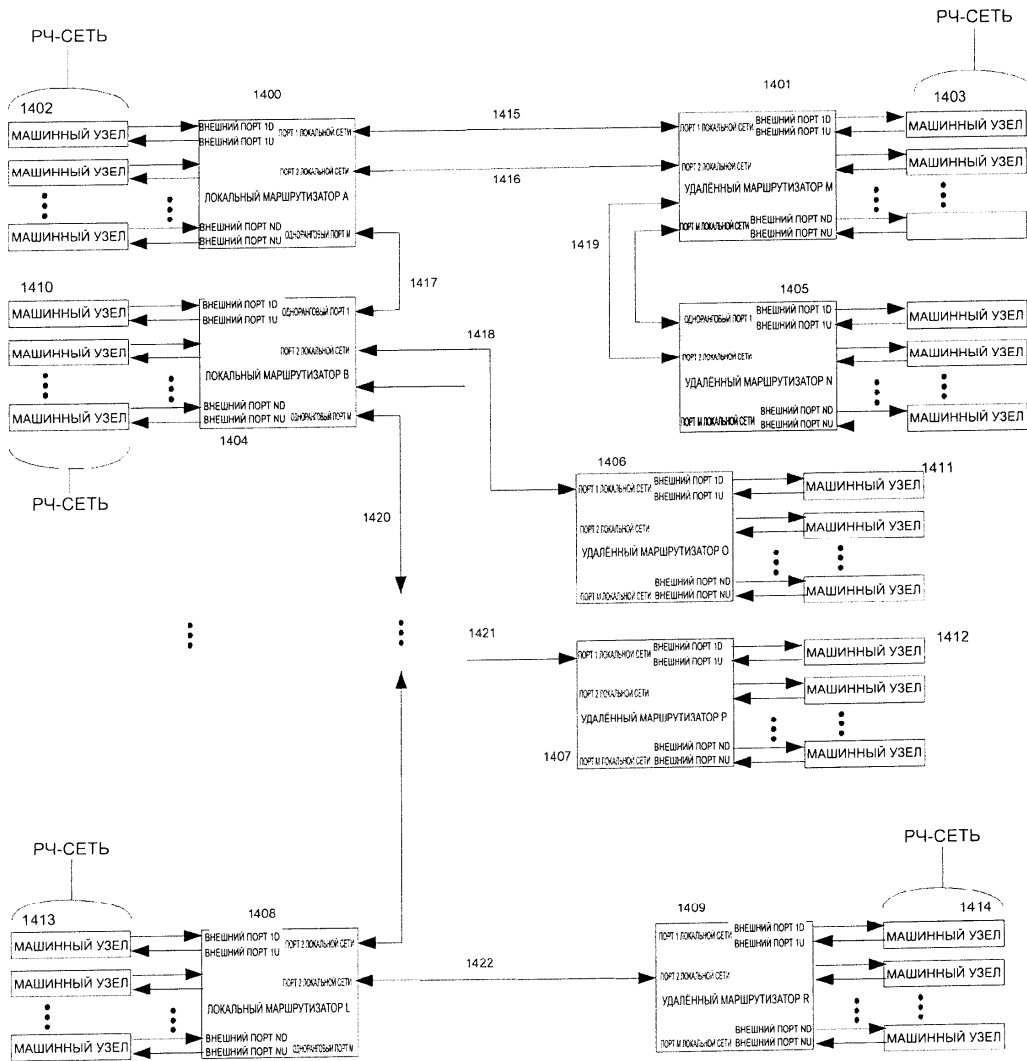 РЧ-СЕТЬ
РЧ-СЕТЬ
1402
1400
1401
1403
МАШИННЫЙ УЗЕЛ
МАШИННЫЙ УЗЕЛ
МАШИННЫЙ УЗЕЛ
ВНЕШНИЙ ПОРТ 1D
ВНЕШНИЙ ПОРТ 1U
ПОРТ 1 ЛОКАЛЬНОЙ СЕТИ
ПОРТ 2 ЛОКАЛЬНОЙ СЕТИ
ЛОКАЛЬНЫЙ МАРШРУТИЗАТОР A
ВНЕШНИЙ ПОРТ ND
ВНЕШНИЙ ПОРТ NU
ОДНОРАНГОВЫЙ ПОРТ M
1415
1416
1417
1419
ПОРТ 1 ЛОКАЛЬНОЙ СЕТИ
ВНЕШНИЙ ПОРТ 1D
ВНЕШНИЙ ПОРТ 1U
ПОРТ 2 ЛОКАЛЬНОЙ СЕТИ
УДАЛЁННЫЙ МАРШРУТИЗАТОР M
ПОРТ M ЛОКАЛЬНОЙ СЕТИ
ВНЕШНИЙ ПОРТ ND
ВНЕШНИЙ ПОРТ NU
МАШИННЫЙ УЗЕЛ
МАШИННЫЙ УЗЕЛ
1410
МАШИННЫЙ УЗЕЛ
МАШИННЫЙ УЗЕЛ
МАШИННЫЙ УЗЕЛ
ВНЕШНИЙ ПОРТ 1D
ВНЕШНИЙ ПОРТ 1U
ОДНОРАНГОВЫЙ ПОРТ 1
ПОРТ 2 ЛОКАЛЬНОЙ СЕТИ
ЛОКАЛЬНЫЙ МАРШРУТИЗАТОР B
ВНЕШНИЙ ПОРТ ND
ВНЕШНИЙ ПОРТ NU
ОДНОРАНГОВЫЙ ПОРТ M
1404
РЧ-СЕТЬ
1418
1420
1405
ОДНОРАНГОВЫЙ ПОРТ 1
ВНЕШНИЙ ПОРТ 1D
ВНЕШНИЙ ПОРТ 1U
ПОРТ 2 ЛОКАЛЬНОЙ СЕТИ
УДАЛЁННЫЙ МАРШРУТИЗАТОР N
ВНЕШНИЙ ПОРТ ND
ПОРТ M ЛОКАЛЬНОЙ СЕТИ
ВНЕШНИЙ ПОРТ NU
МАШИННЫЙ УЗЕЛ
МАШИННЫЙ УЗЕЛ
МАШИННЫЙ УЗЕЛ
1406
1411
ПОРТ 1 ЛОКАЛЬНОЙ СЕТИ
ВНЕШНИЙ ПОРТ 1D
ВНЕШНИЙ ПОРТ 1U
ПОРТ 2 ЛОКАЛЬНОЙ СЕТИ
УДАЛЁННЫЙ МАРШРУТИЗАТОР O
ВНЕШНИЙ ПОРТ ND
ПОРТ M ЛОКАЛЬНОЙ СЕТИ
ВНЕШНИЙ ПОРТ NU
МАШИННЫЙ УЗЕЛ
МАШИННЫЙ УЗЕЛ
МАШИННЫЙ УЗЕЛ
1421
1412
ПОРТ 1 ЛОКАЛЬНОЙ СЕТИ
ВНЕШНИЙ ПОРТ 1D
ВНЕШНИЙ ПОРТ 1U
ПОРТ 2 ЛОКАЛЬНОЙ СЕТИ
УДАЛЁННЫЙ МАРШРУТИЗАТОР P
ВНЕШНИЙ ПОРТ ND
1407
ПОРТ M ЛОКАЛЬНОЙ СЕТИ
ВНЕШНИЙ ПОРТ NU
МАШИННЫЙ УЗЕЛ
МАШИННЫЙ УЗЕЛ
МАШИННЫЙ УЗЕЛ
РЧ-СЕТЬ
РЧ-СЕТЬ
1413
1408
1409
1414
МАШИННЫЙ УЗЕЛ
МАШИННЫЙ УЗЕЛ
МАШИННЫЙ УЗЕЛ
ВНЕШНИЙ ПОРТ 1D
ВНЕШНИЙ ПОРТ 1U
ПОРТ 2 ЛОКАЛЬНОЙ СЕТИ
ПОРТ 2 ЛОКАЛЬНОЙ СЕТИ
ЛОКАЛЬНЫЙ МАРШРУТИЗАТОР L
ВНЕШНИЙ ПОРТ ND
ВНЕШНИЙ ПОРТ NU
ОДНОРАНГОВЫЙ ПОРТ M
1422
ПОРТ 1 ЛОКАЛЬНОЙ СЕТИ
ВНЕШНИЙ ПОРТ 1D
ВНЕШНИЙ ПОРТ 1U
ПОРТ 2 ЛОКАЛЬНОЙ СЕТИ
УДАЛЁННЫЙ МАРШРУТИЗАТОР R
ВНЕШНИЙ ПОРТ ND
ПОРТ M ЛОКАЛЬНОЙ СЕТИ
ВНЕШНИЙ ПОРТ NU
МАШИННЫЙ УЗЕЛ
МАШИННЫЙ УЗЕЛ
МАШИННЫЙ УЗЕЛ